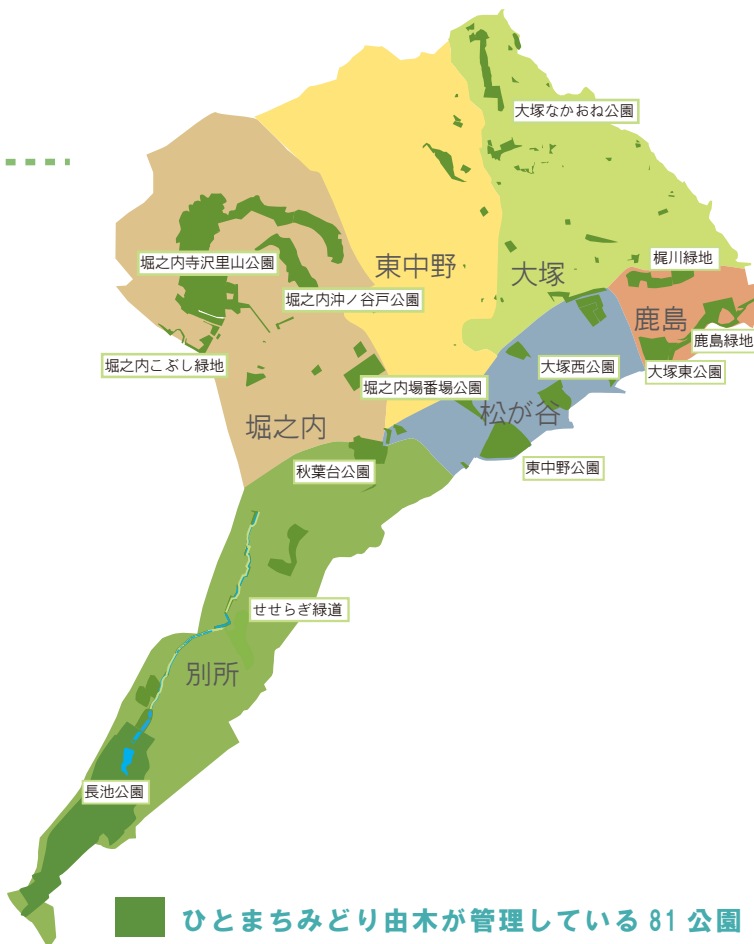 大塚なかおね公園
東中野
大塚
梶川緑地
堀之内寺沢里山公園
堀之内沖ノ谷戸公園
鹿島
鹿島緑地
堀之内こぶし緑地
大塚西公園
大塚東公園
堀之内場番場公園
松が谷
堀之内
秋葉台公園
東中野公園
せせらぎ緑道
別所
長池公園
ひとまちみどり由木が管理している 81 公園